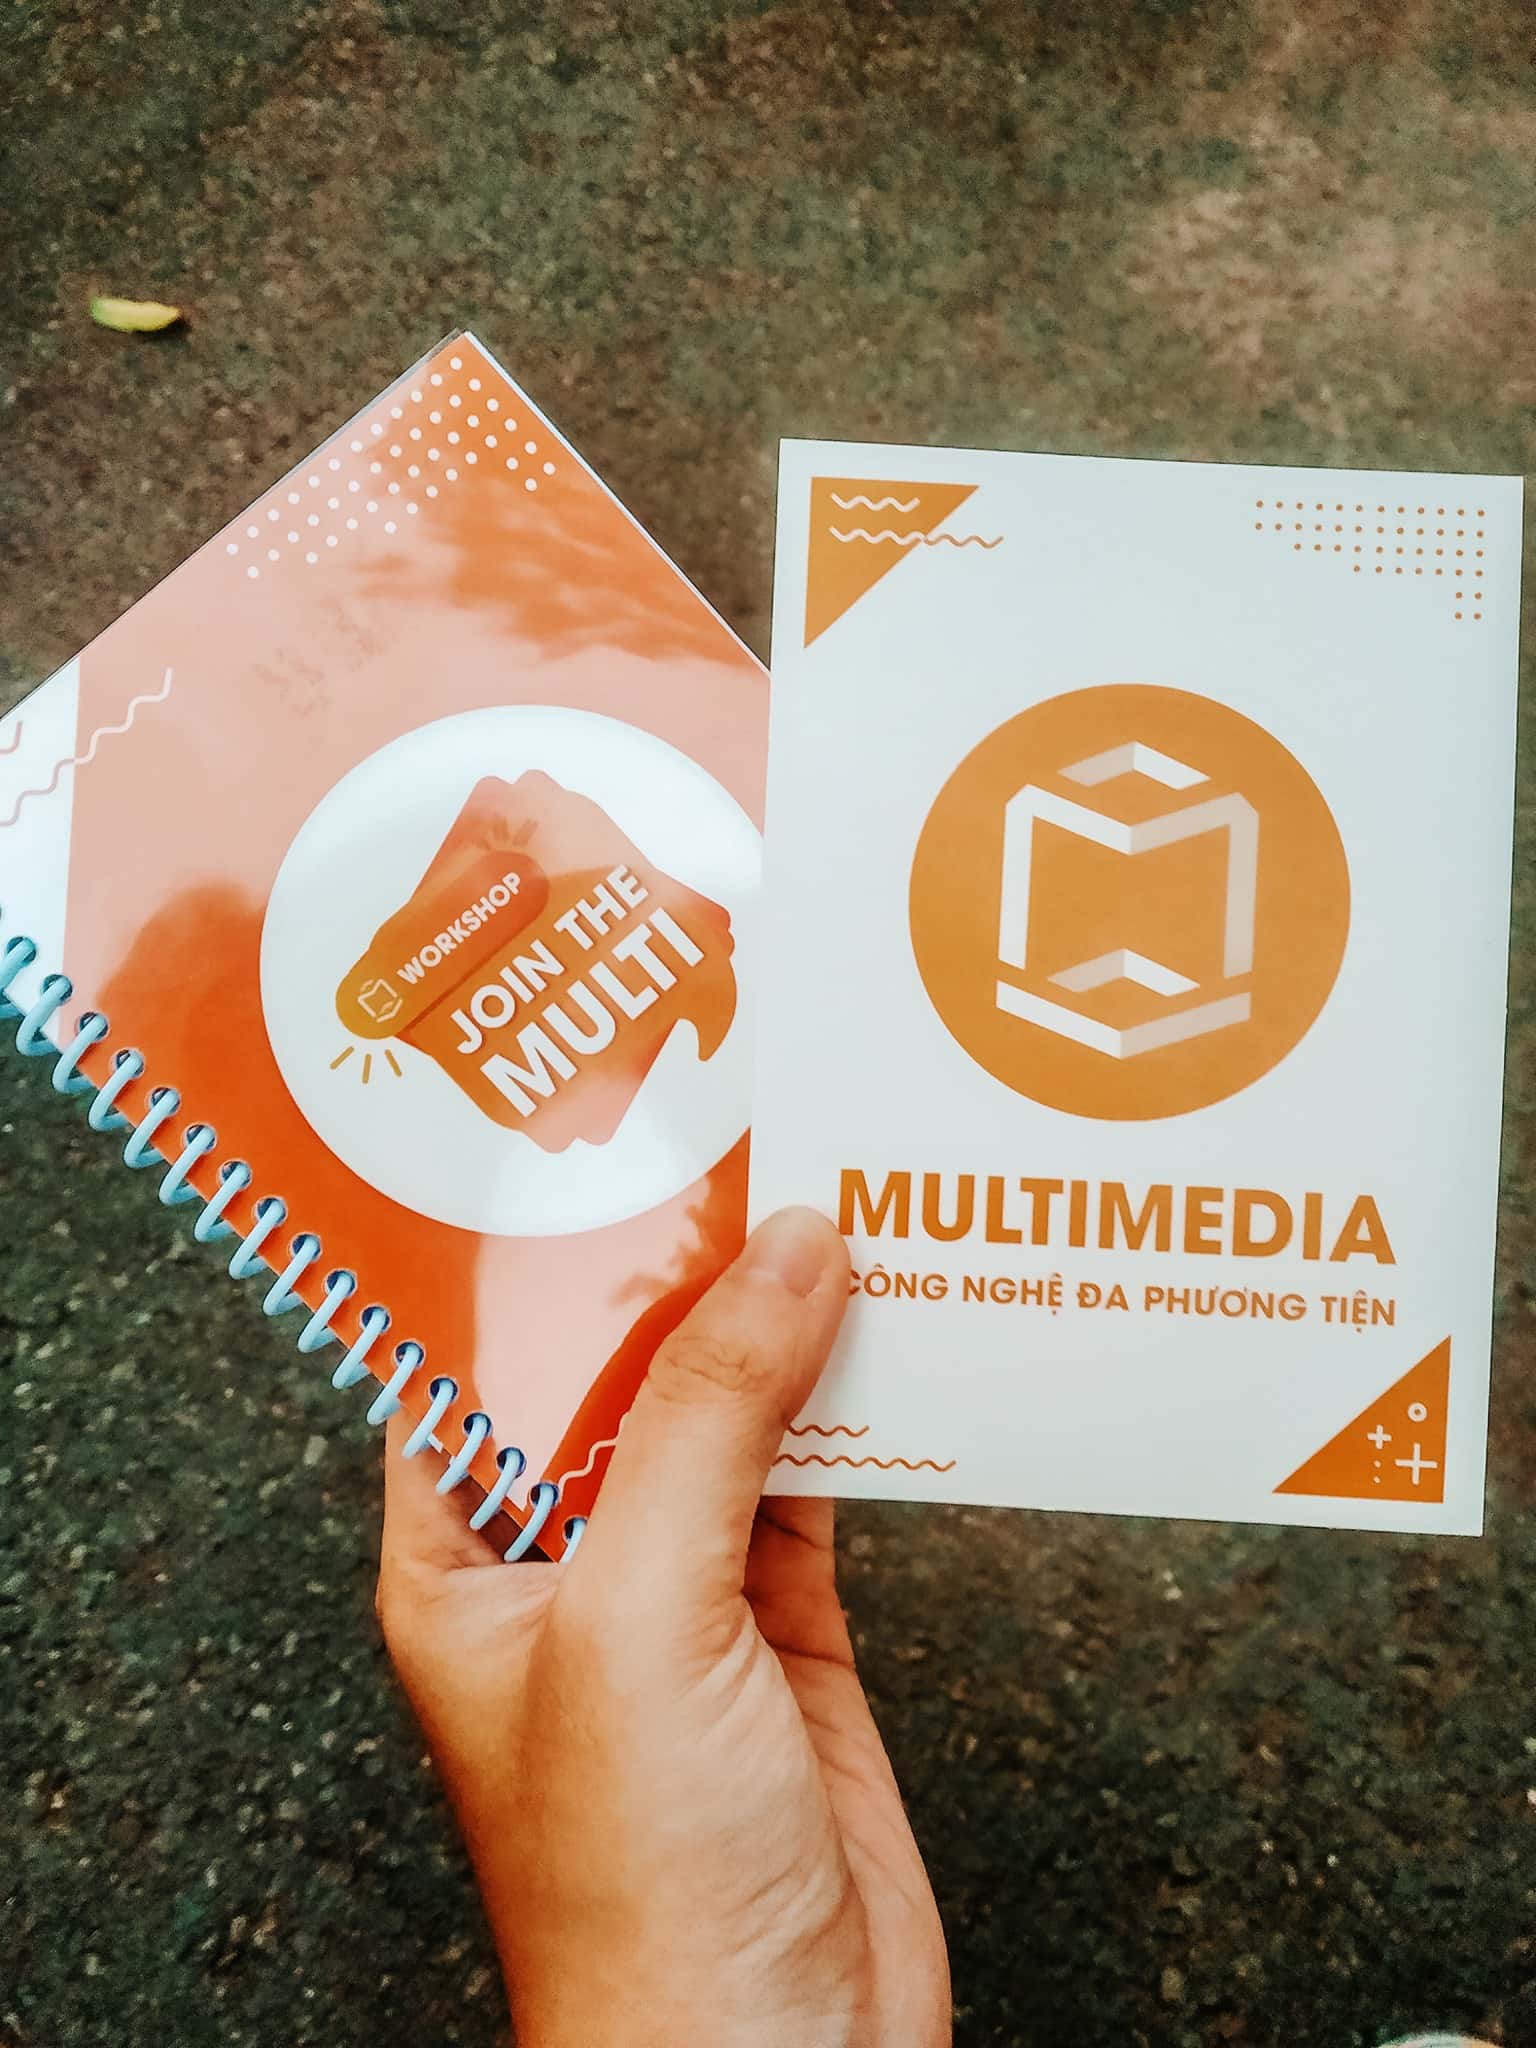 WORKSHOP
JOIN THE
MULTI
MULTIMEDIA
CÔNG NGHỆ ĐA PHƯƠNG TIỆN